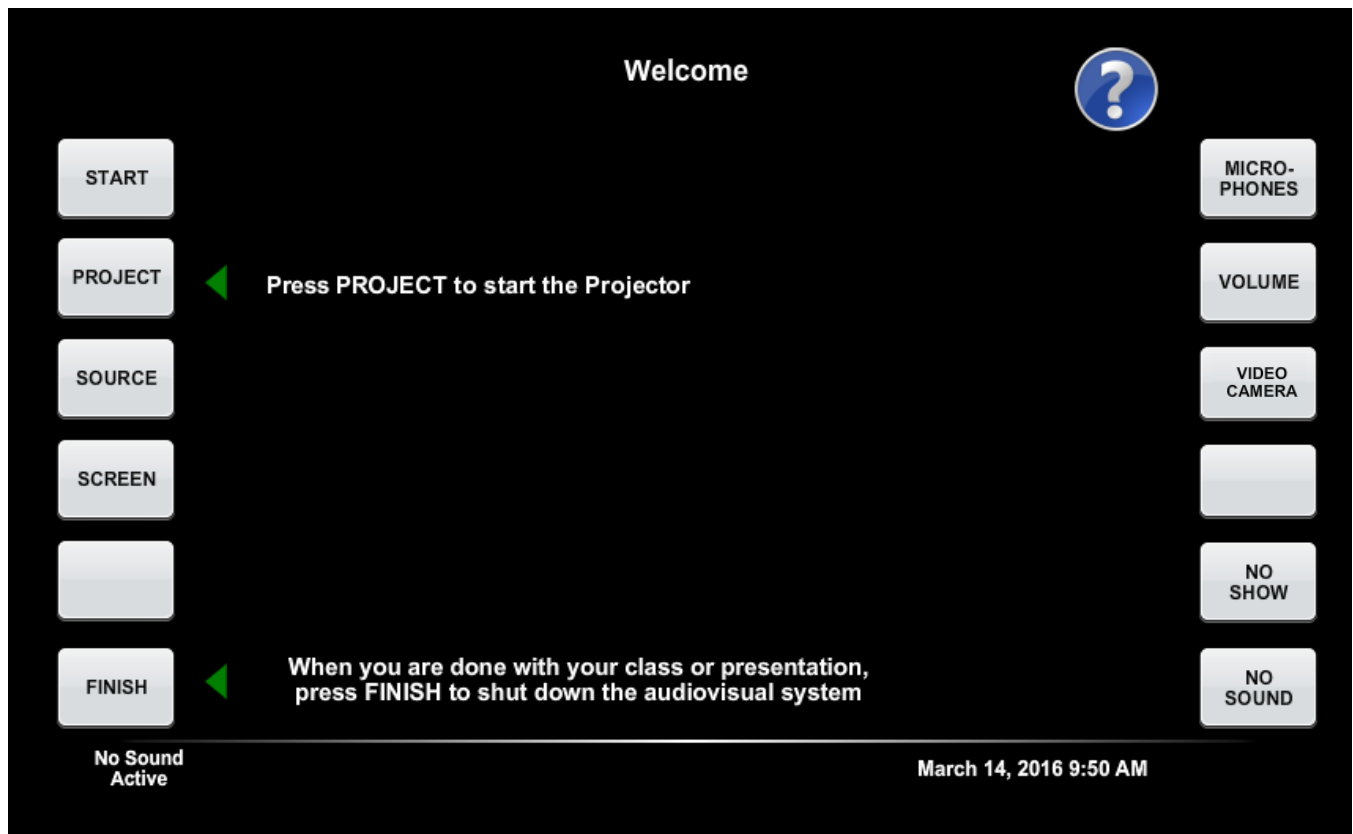 Welcome
?
START
MICRO-
PHONES
PROJECT
Press PROJECT to start the Projector
VOLUME
SOURCE
VIDEO
CAMERA
SCREEN
NO
SHOW
FINISH
When you are done with your class or presentation,
press FINISH to shut down the audiovisual system
NO
SOUND
No Sound
Active
March 14, 2016 9:50 AM